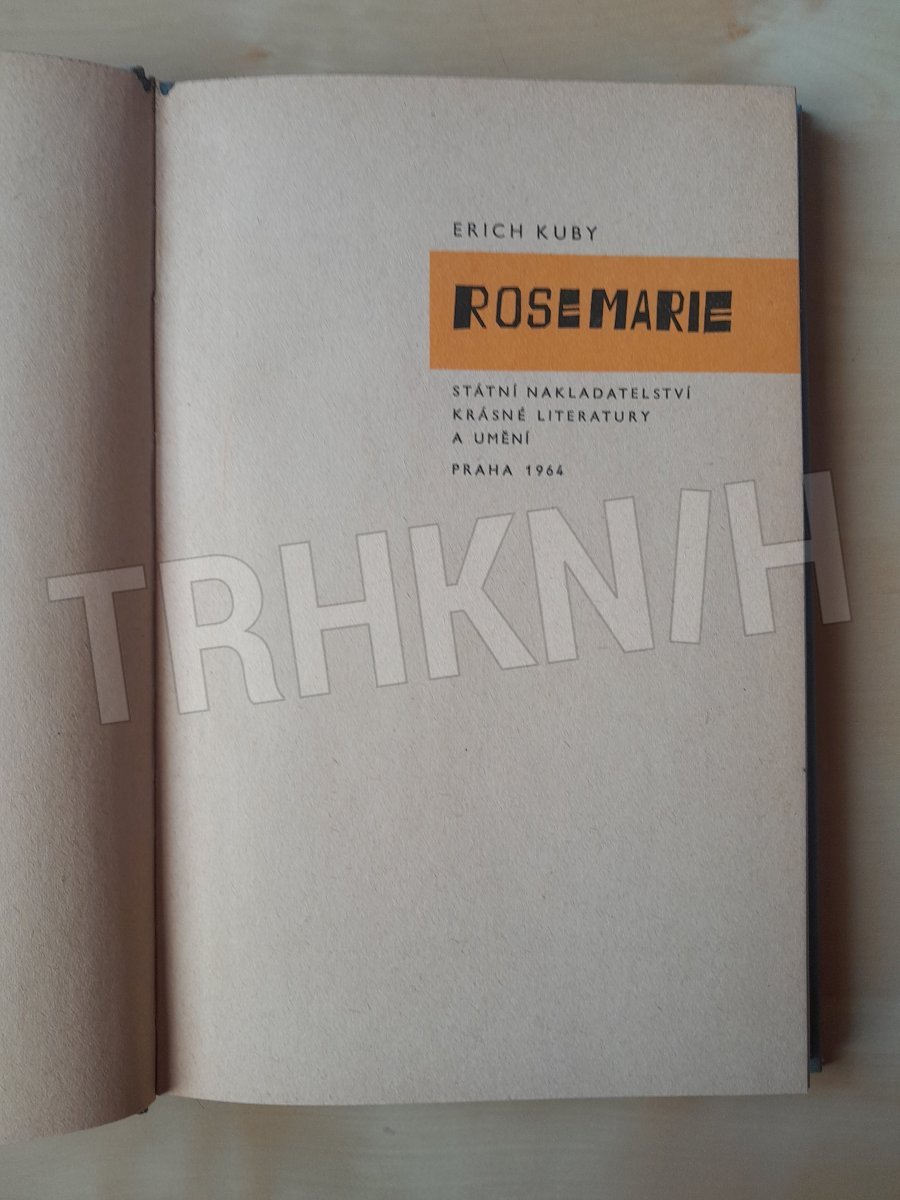 ERICH KUBY
ROSEMARIE
STÁTNÍ NAKLADATELSTVÍ
KRÁSNÉ LITERATURY
A UMĚNÍ
PRAHA 1964
TRHKNIH